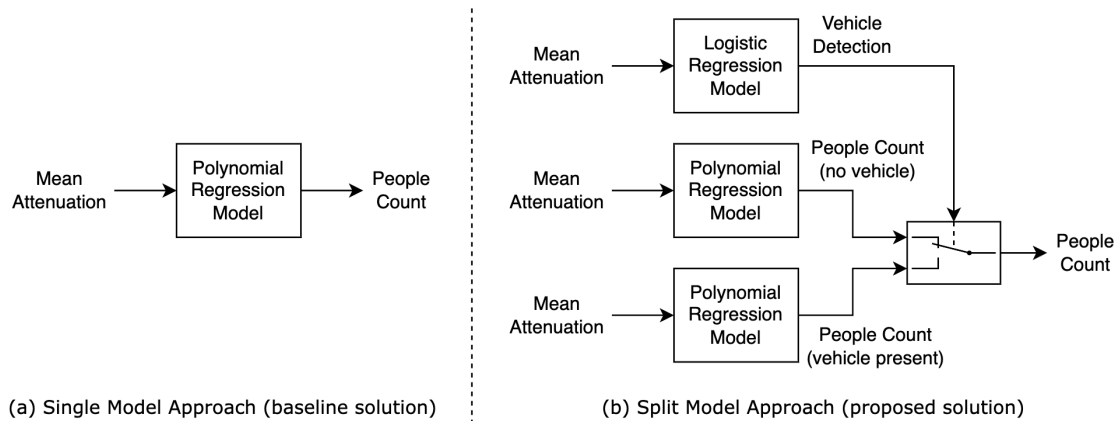 Mean
Attenuation
Polynomial
Regression
Model
People
Count
(a) Single Model Approach (baseline solution)
Mean
Attenuation
Logistic
Regression
Model
Vehicle
Detection
Mean
Attenuation
Polynomial
Regression
Model
People Count
(no vehicle)
Mean
Attenuation
Polynomial
Regression
Model
People Count
(vehicle present)
People
Count
(b) Split Model Approach (proposed solution)